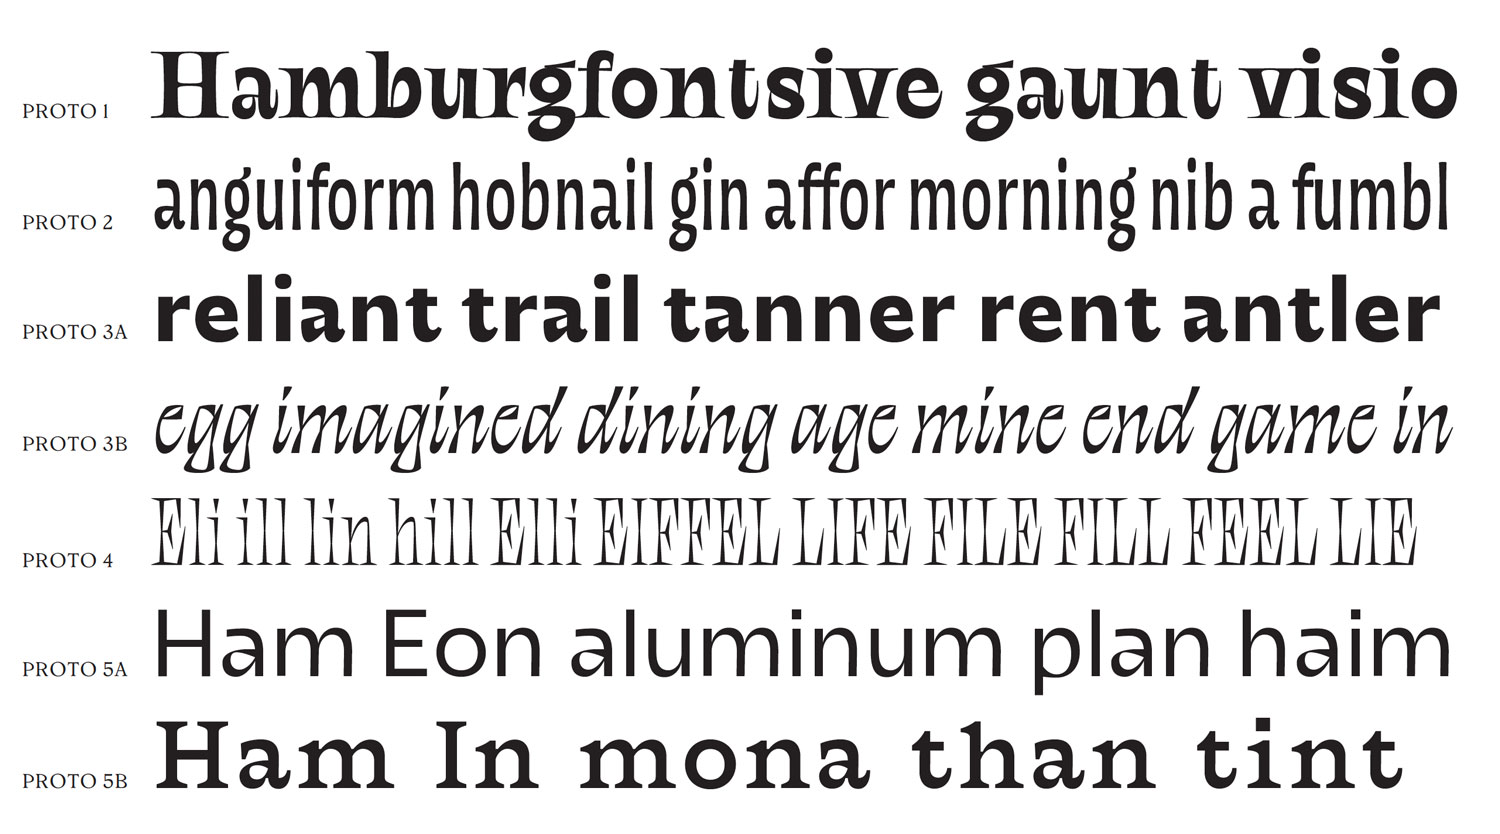 PROTO 1 Hamburgfontsive gaunt visio
PROTO 2 anguiform hobnail gin affor morning nib a fumbl
PROTO 3A reliant trail tanner rent antler
PROTO 3B egg imagined dining age mine end game in
PROTO 4 Eli ill lin hill Elli EIFFEL LIFE FILE FILL FEEL LIE
PROTO 5A Ham Eon aluminum plan haim
PROTO 5B Ham In mona than tint